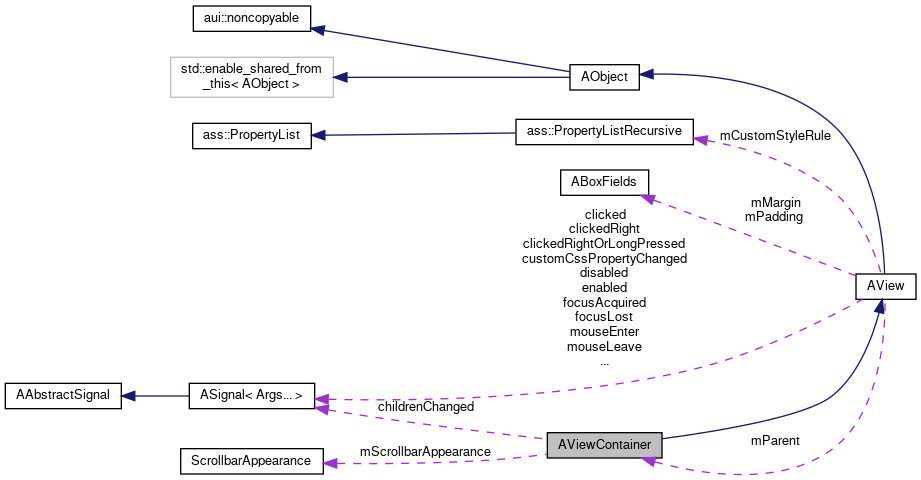 aui::noncopyable
std::enable_shared_from
_this< AObject >
AObject
ass::PropertyList
ass::PropertyListRecursive
mCustomStyleRule
ABoxFields
mMargin
mPadding
clicked
clickedRight
clickedRightOrLongPressed
customCssPropertyChanged
disabled
enabled
focusAcquired
focusLost
mouseEnter
mouseLeave
...
AView
AAbstractSignal
ASignal< Args... >
childrenChanged
AViewContainer
mParent
ScrollbarAppearance
mScrollbarAppearance